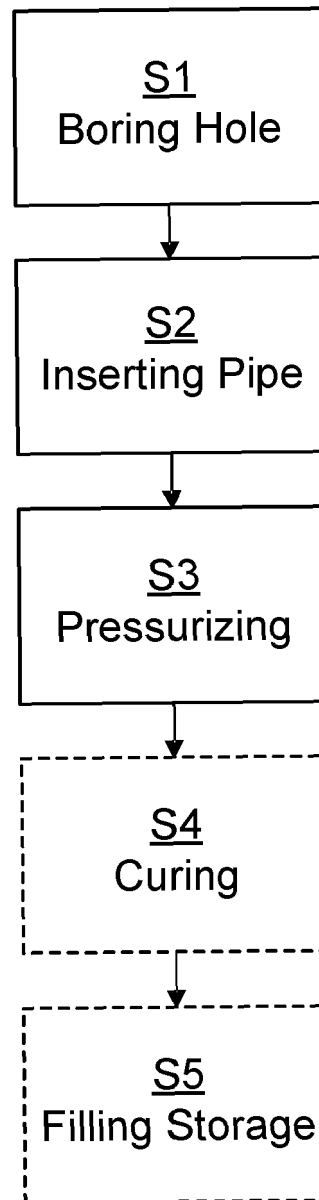 S1
Boring Hole
S2
Inserting Pipe
S3
Pressurizing
S4
Curing
S5
Filling Storage